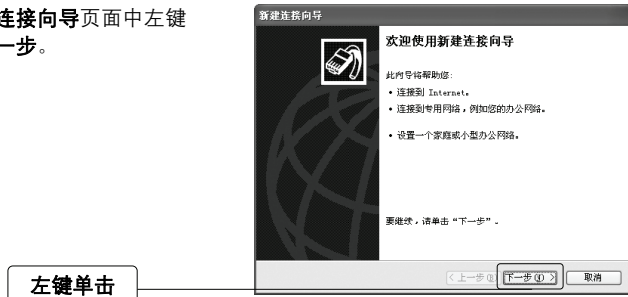 连接向导页面中左键
一步。
新建连接向导
欢迎使用新建连接向导
此向导将帮助您:
• 连接到 Internet。
• 连接到专用网络，例如您的办公网络。
• 设置一个家庭或小型办公网络。
要继续，请单击“下一步”。
<上一步(B) 下一步(N)> 取消
左键单击